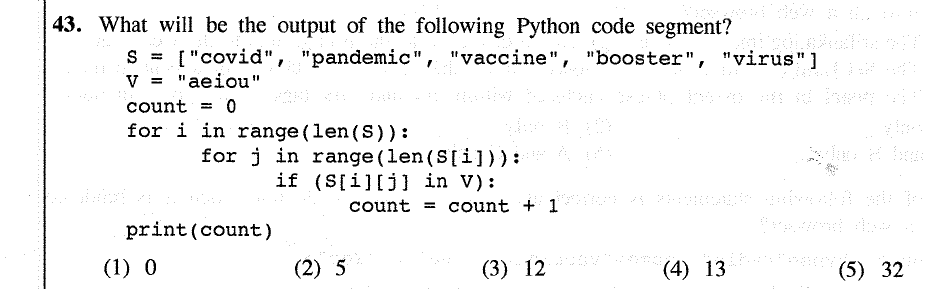 43. What will be the output of the following Python code segment?
S = ["covid", "pandemic", "vaccine", "booster", "virus"]
V = "aeiou"
count = 0
for i in range(len(S)):
for j in range(len(S[i])):
if (S[i][j] in V):
count = count + 1
print(count)
(1) 0 (2) 5 (3) 12 (4) 13 (5) 32